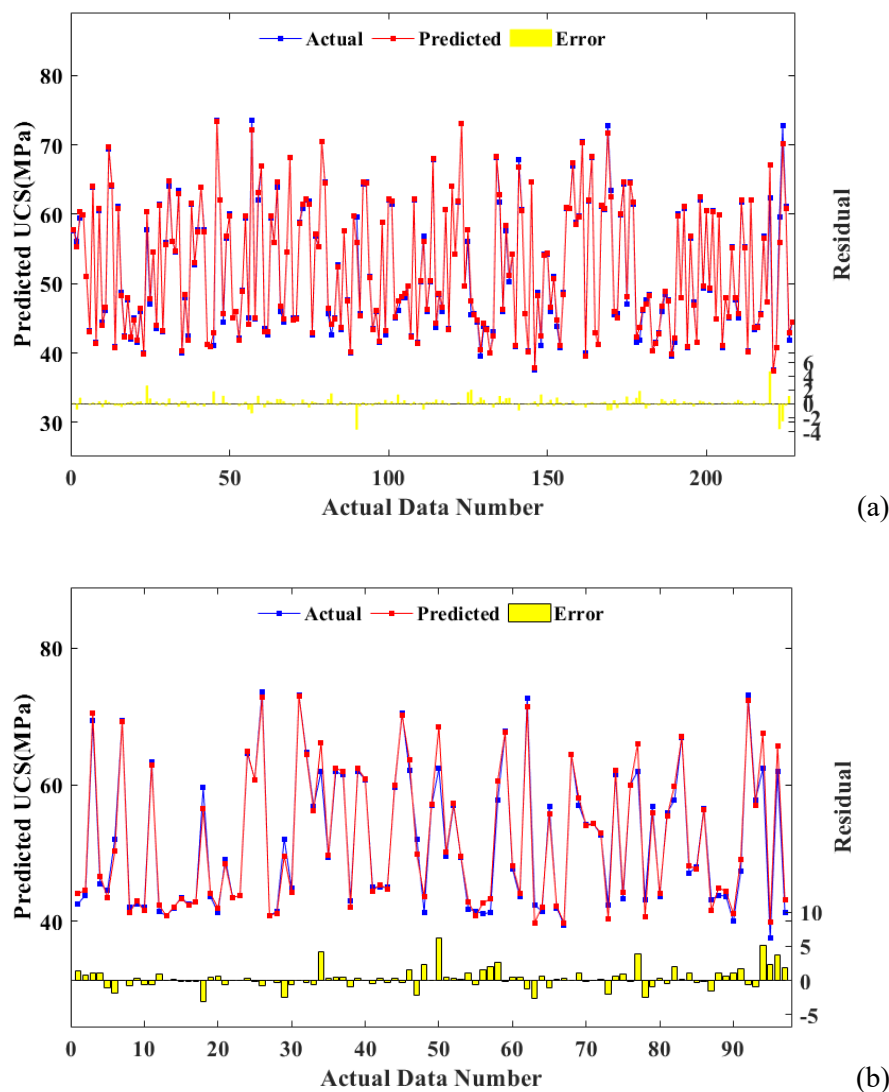 Actual Predicted Error
80
70
60
50
40
30
6
4
2
0
-2
-4
Predicted UCS(MPa)
Residual
0 50 100 150 200
Actual Data Number
(a)
Actual Predicted Error
80
60
40
10
5
0
-5
Predicted UCS(MPa)
Residual
0 10 20 30 40 50 60 70 80 90
Actual Data Number
(b)